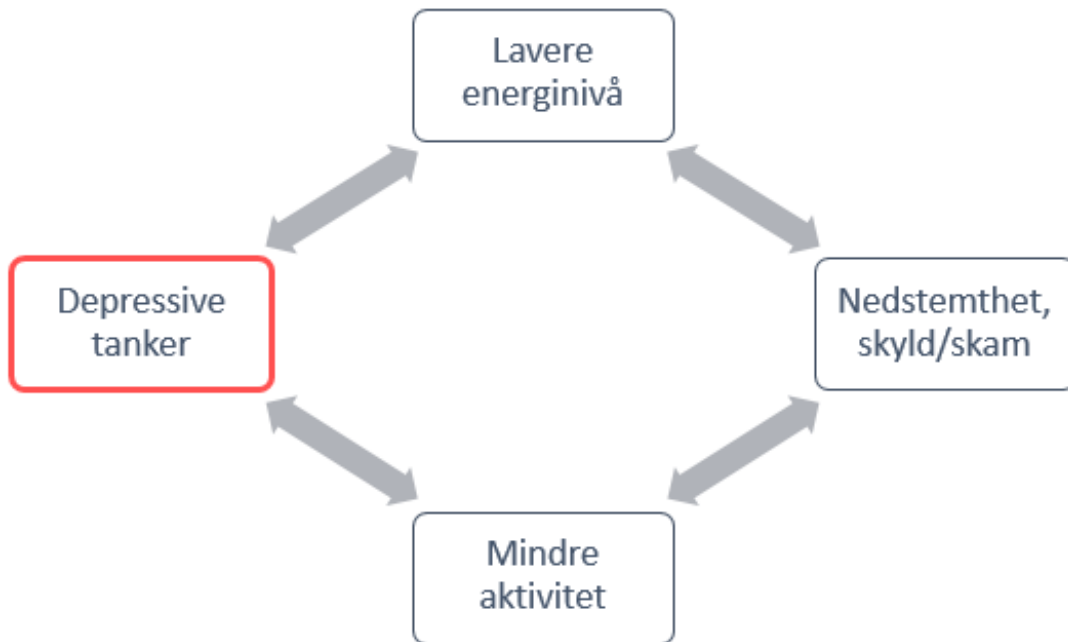 Lavere
energinivå
Depressive
tanker
Nedstemthet,
skyld/skam
Mindre
aktivitet